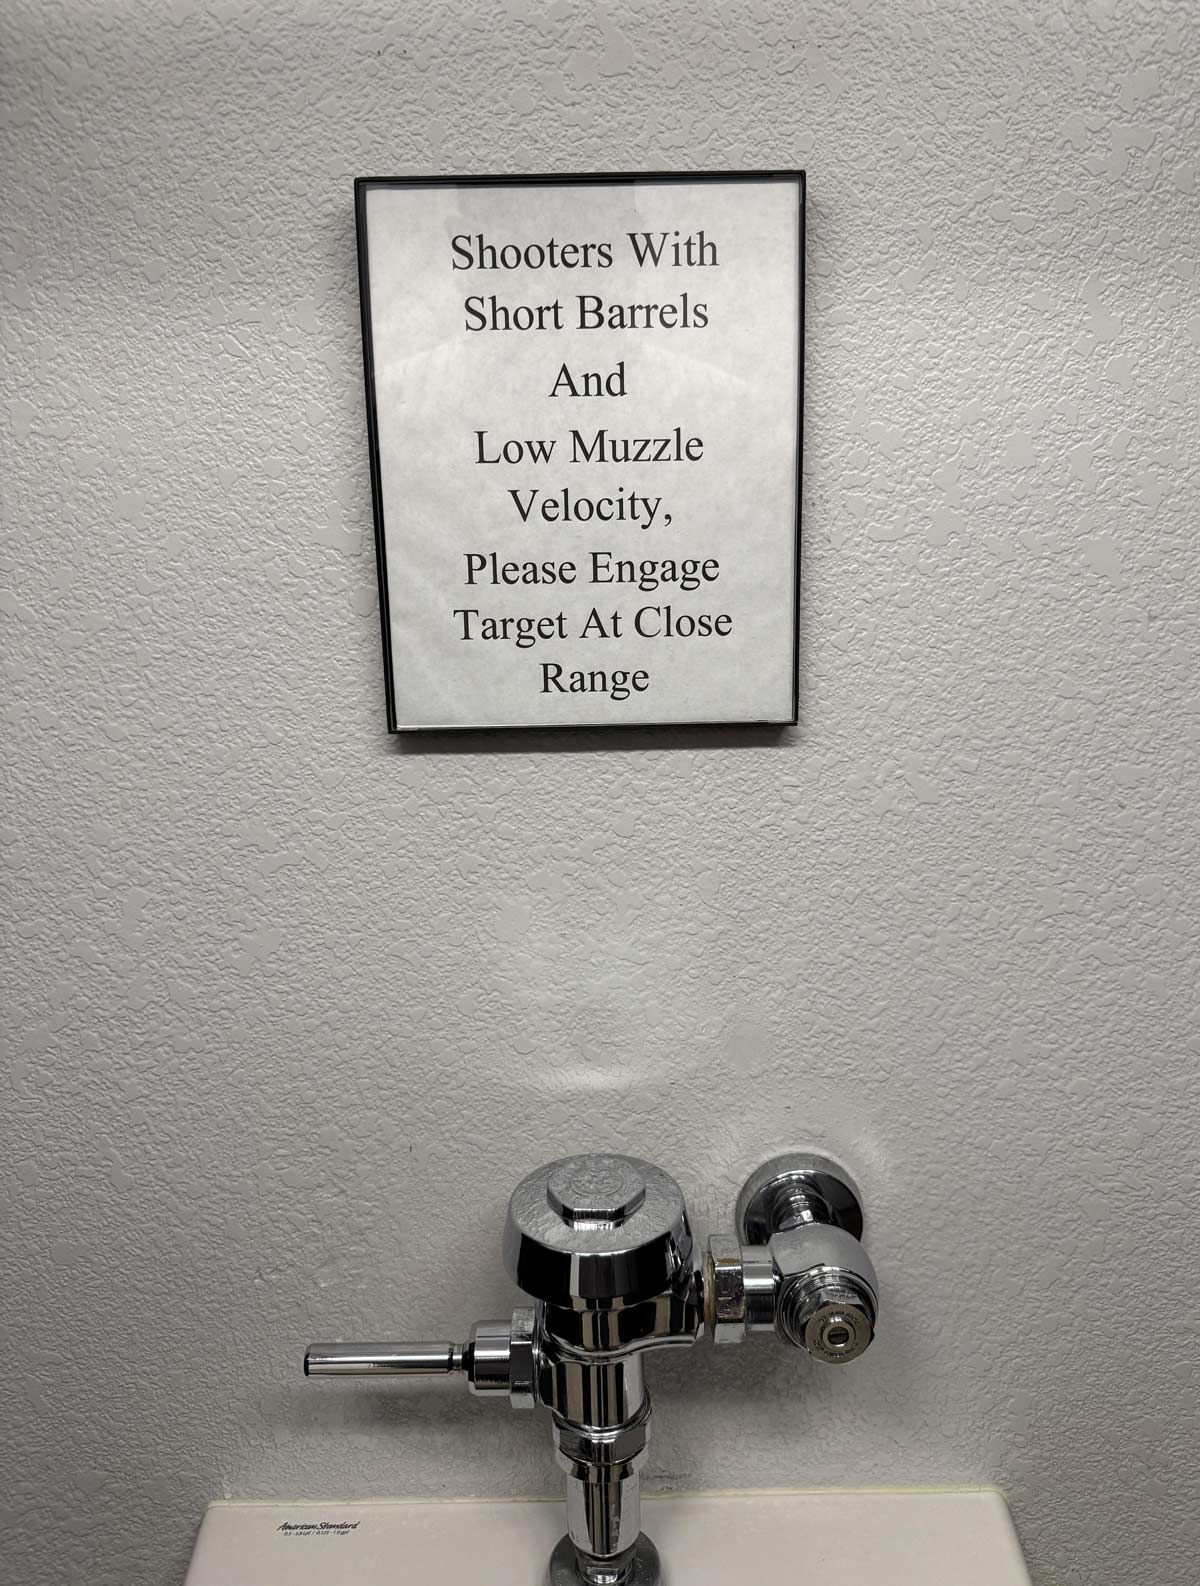 Shooters With
Short Barrels
And
Low Muzzle
Velocity,
Please Engage
Target At Close
Range
American Standard